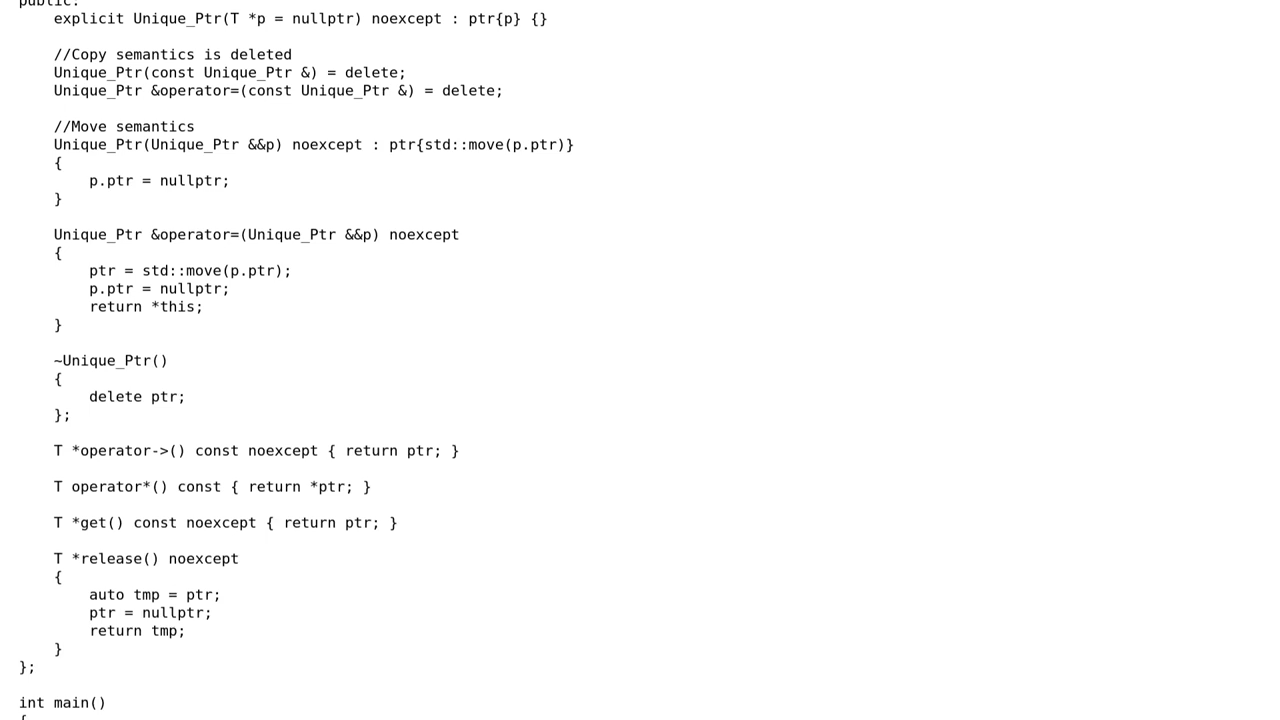 public:
    explicit Unique_Ptr(T *p = nullptr) noexcept : ptr{p} {}

    //Copy semantics is deleted
    Unique_Ptr(const Unique_Ptr &) = delete;
    Unique_Ptr &operator=(const Unique_Ptr &) = delete;

    //Move semantics
    Unique_Ptr(Unique_Ptr &&p) noexcept : ptr{std::move(p.ptr)}
    {
        p.ptr = nullptr;
    }

    Unique_Ptr &operator=(Unique_Ptr &&p) noexcept
    {
        ptr = std::move(p.ptr);
        p.ptr = nullptr;
        return *this;
    }

    ~Unique_Ptr()
    {
        delete ptr;
    };

    T *operator->() const noexcept { return ptr; }

    T operator*() const { return *ptr; }

    T *get() const noexcept { return ptr; }

    T *release() noexcept
    {
        auto tmp = ptr;
        ptr = nullptr;
        return tmp;
    }
};

int main()
{